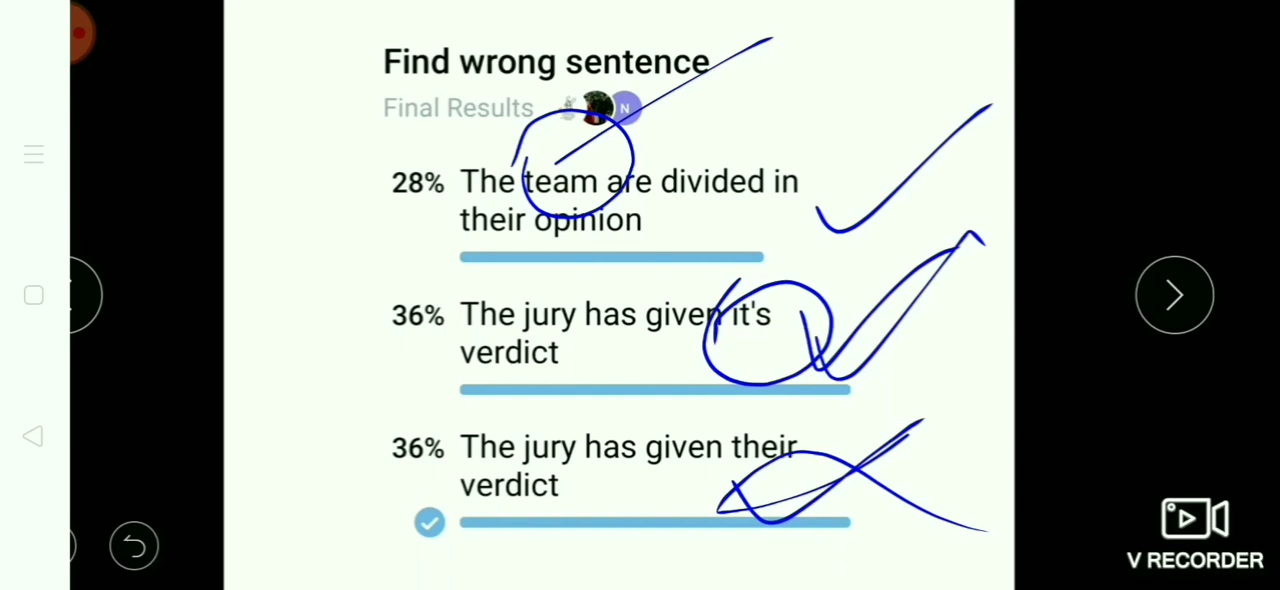 Find wrong sentence
Final Results N
28% The team are divided in
their opinion
36% The jury has given it's
verdict
36% The jury has given their
verdict
V RECORDER